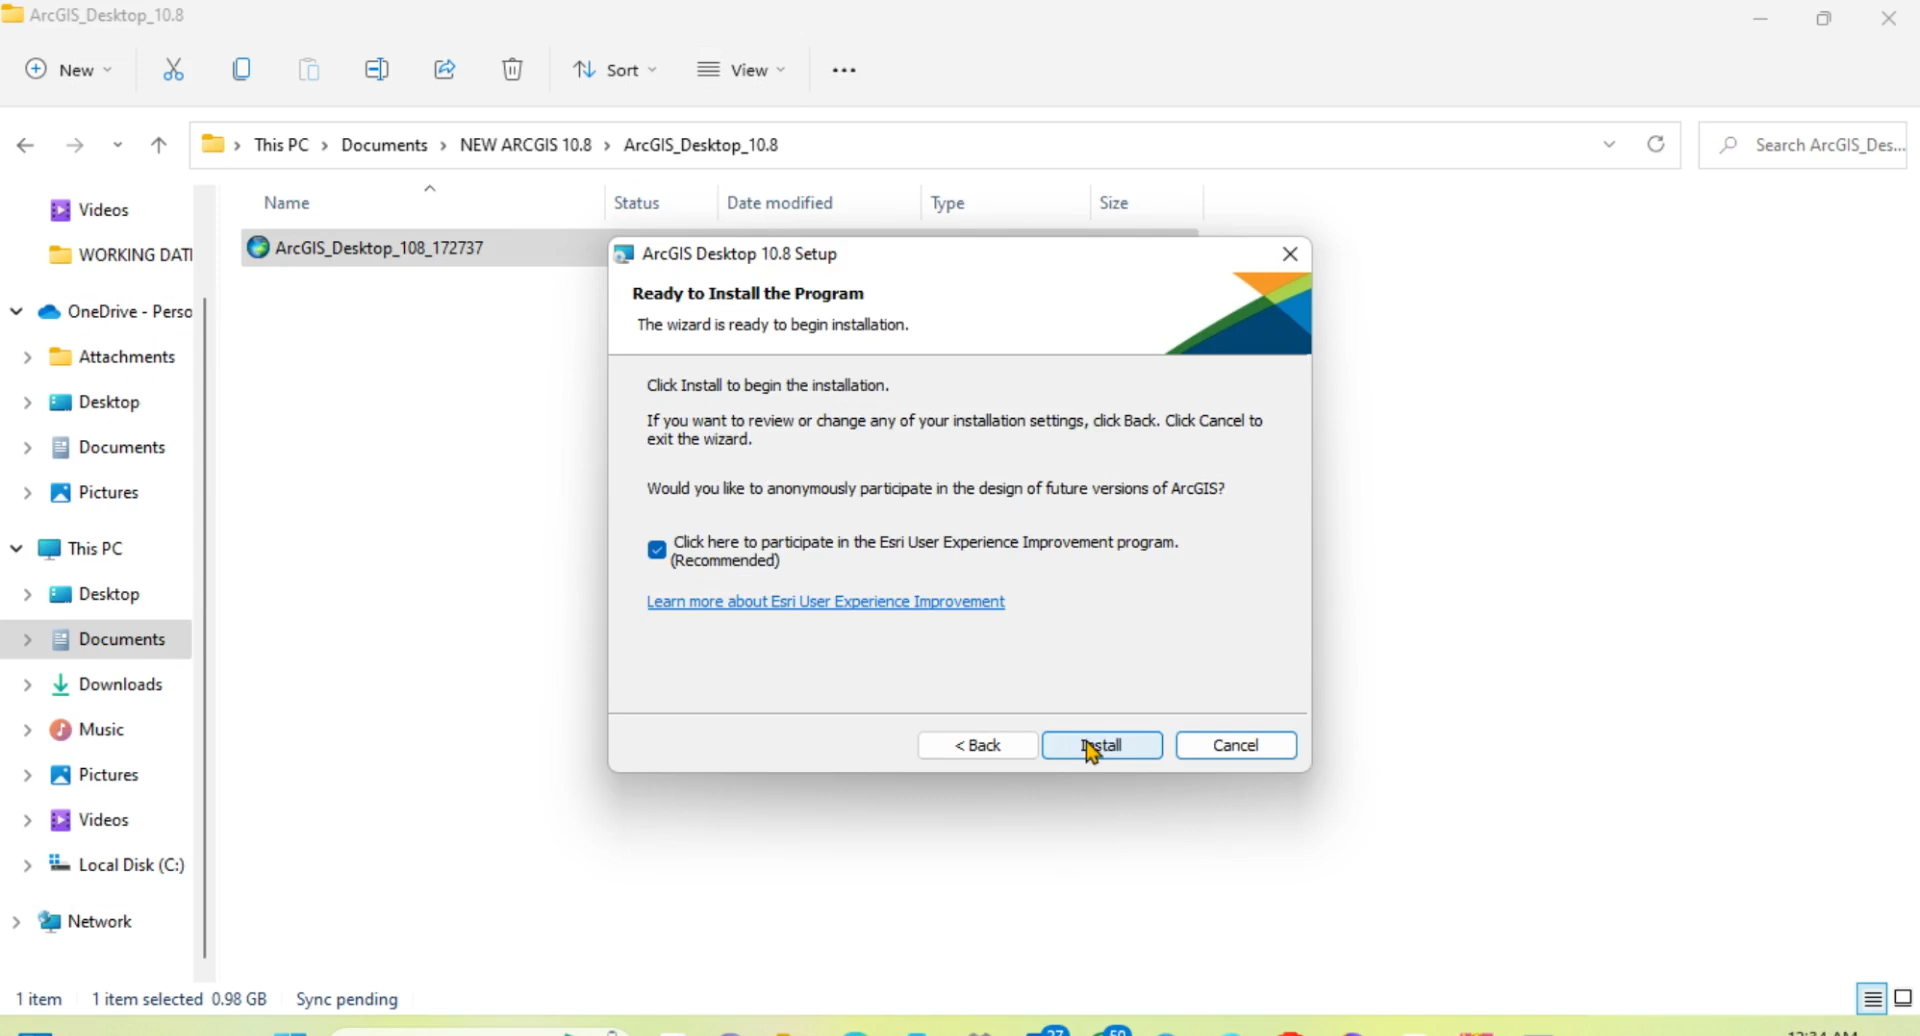 ArcGIS_Desktop_10.8
New
Sort
View
This PC
Documents
NEW ARCGIS 10.8
ArcGIS_Desktop_10.8
Search ArcGIS_Des...
Name
Status
Date modified
Type
Size
ArcGIS_Desktop_108_172737
Videos
WORKING DAT
OneDrive - Perso
Attachments
Desktop
Documents
Pictures
This PC
Desktop
Documents
Downloads
Music
Pictures
Videos
Local Disk (C:)
Network
ArcGIS Desktop 10.8 Setup
Ready to Install the Program
The wizard is ready to begin installation.
Click Install to begin the installation.
If you want to review or change any of your installation settings, click Back. Click Cancel to
exit the wizard.
Would you like to anonymously participate in the design of future versions of ArcGIS?
Click here to participate in the Esri User Experience Improvement program.
(Recommended)
Learn more about Esri User Experience Improvement
< Back
Install
Cancel
1 item
1 item selected 0.98 GB
Sync pending